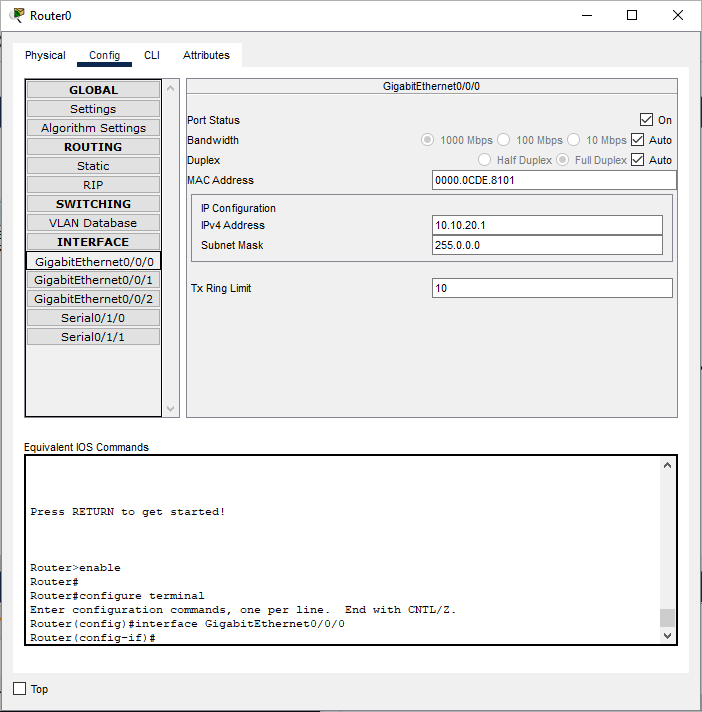 Router0
Physical Config CLI Attributes
GLOBAL
Settings
Algorithm Settings
ROUTING
Static
RIP
SWITCHING
VLAN Database
INTERFACE
GigabitEthernet0/0/0
GigabitEthernet0/0/1
GigabitEthernet0/0/2
Serial0/1/0
Serial0/1/1
GigabitEthernet0/0/0
Port Status On
Bandwidth 1000 Mbps 100 Mbps 10 Mbps Auto
Duplex Half Duplex Full Duplex Auto
MAC Address 0000.0CDE.8101
IP Configuration
IPv4 Address 10.10.20.1
Subnet Mask 255.0.0.0
Tx Ring Limit 10
Equivalent IOS Commands
Press RETURN to get started!
Router>enable
Router#
Router#configure terminal
Enter configuration commands, one per line. End with CNTL/Z.
Router(config)#interface GigabitEthernet0/0/0
Router(config-if)#
Top